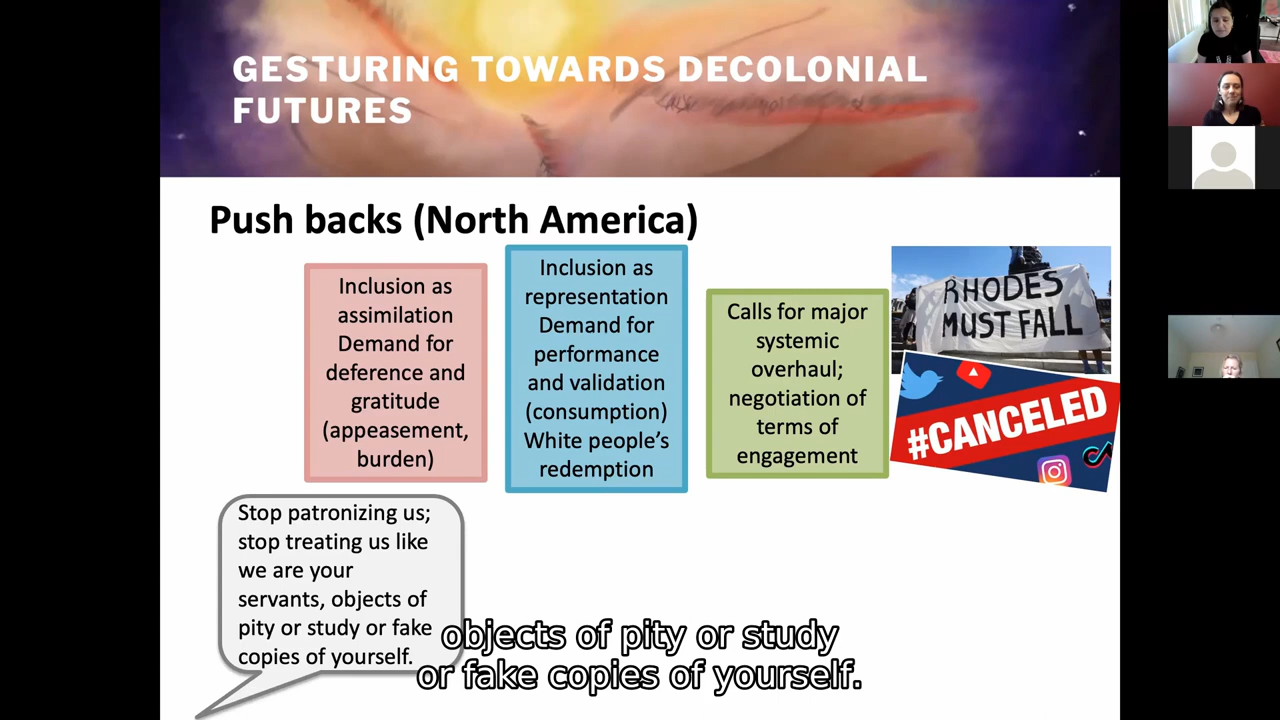 GESTURING TOWARDS DECOLONIAL
FUTURES
Push backs (North America)
Inclusion as
assimilation
Demand for
deference and
gratitude
(appeasement,
burden)
Inclusion as
representation
Demand for
performance
and validation
(consumption)
White people’s
redemption
Calls for major
systemic
overhaul;
negotiation of
terms of
engagement
RHODES
MUST FALL
#CANCELED
Stop patronizing us;
stop treating us like
we are your
servants, objects of
pity or study or fake
copies of yourself.
objects of pity or study
or fake copies of yourself.